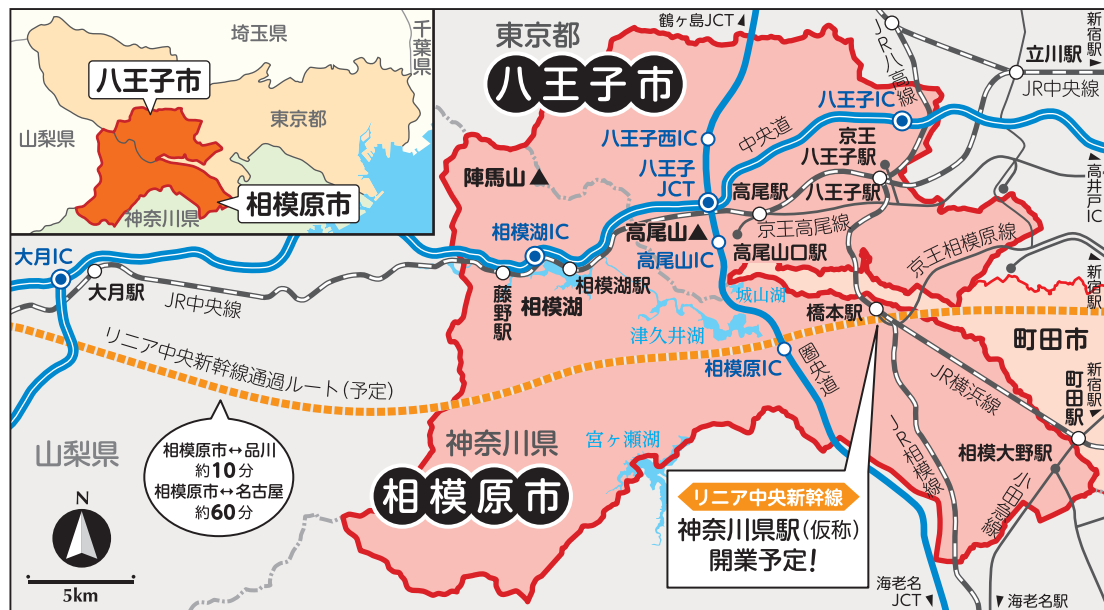 埼玉県
千葉県
八王子市
東京都
山梨県
相模原市
神奈川県
鶴ヶ島JCT
東京都
八王子市
JR八高線
新宿駅
立川駅
JR中央線
八王子IC
中央道
八王子西IC
京王
八王子駅
八王子
JCT
八王子駅
高井戸IC
陣馬山
高尾駅
京王高尾線
高尾山
高尾山口駅
高尾山IC
京王相模原線
新宿駅
大月IC
大月駅
JR中央線
相模湖IC
藤野駅
相模湖
相模湖駅
城山湖
津久井湖
橋本駅
町田市
リニア中央新幹線通過ルート(予定)
相模原IC
圏央道
JR横浜線
新宿駅
町田駅
山梨県
相模原市↔品川
約10分
相模原市↔名古屋
約60分
神奈川県
相模原市
宮ヶ瀬湖
JR相模線
相模大野駅
小田急線
リニア中央新幹線
神奈川県駅(仮称)
開業予定!
N
5km
海老名
JCT
海老名駅